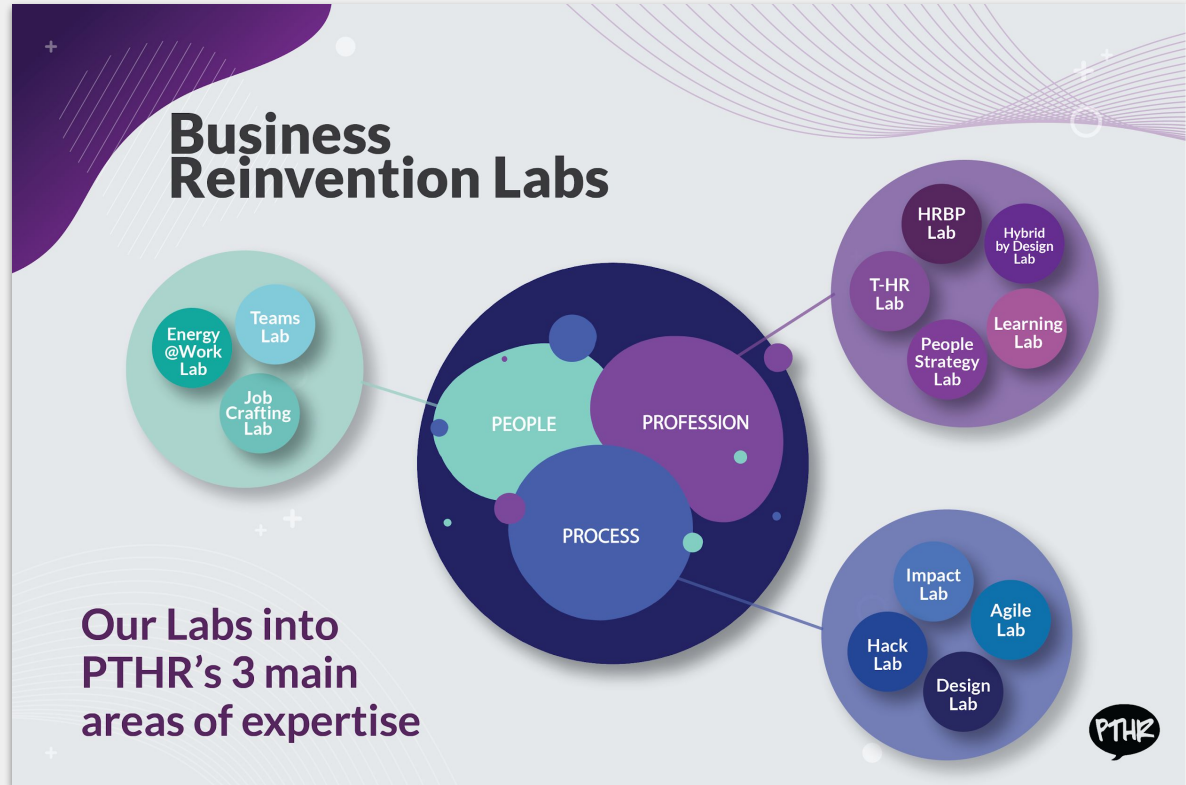 Business
Reinvention Labs
Energy
@Work
Lab
Teams
Lab
Job
Crafting
Lab
PEOPLE
PROFESSION
PROCESS
HRBP
Lab
Hybrid
by Design
Lab
T-HR
Lab
Learning
Lab
People
Strategy
Lab
Impact
Lab
Agile
Lab
Hack
Lab
Design
Lab
Our Labs into
PTHR’s 3 main
areas of expertise
PTHR